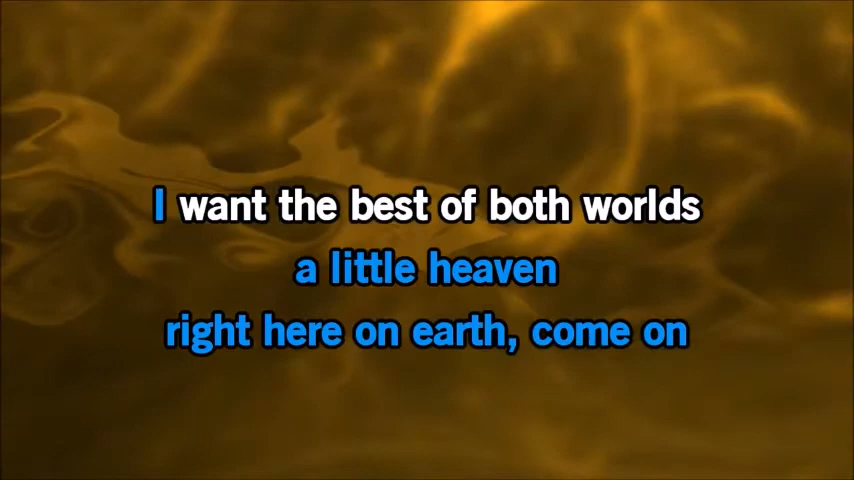 I want the best of both worlds
a little heaven
right here on earth, come on